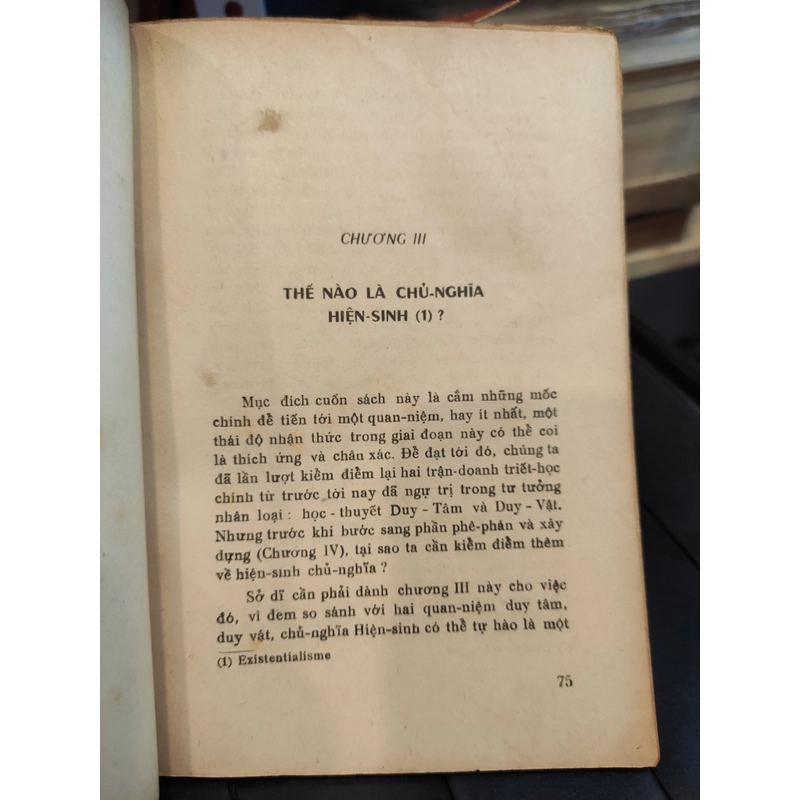 CHƯƠNG III
THẾ NÀO LÀ CHỦ-NGHĨA
HIỆN-SINH (1) ?
Mục đích cuốn sách này là cắm những mốc
chính để tiến tới một quan-niệm, hay ít nhất, một
thái độ nhận thức trong giai đoạn này có thể coi
là thích ứng và chân xác. Để đạt tới đó, chúng ta
đã lần lượt kiểm điểm lại hai trận-doanh triết-học
chính từ trước tới nay đã ngự trị trong tư tưởng
nhân loại : học - thuyết Duy - Tâm và Duy - Vật.
Nhưng trước khi bước sang phần phê-phán và xây
dựng (Chương IV), tại sao ta cần kiểm điểm thêm
về hiện-sinh chủ-nghĩa ?
Sở dĩ cần phải dành chương III này cho việc
đó, vì đem so sánh với hai quan-niệm duy tâm,
duy vật, chủ-nghĩa Hiện-sinh có thể tự hào là một
(1) Existentialisme
75